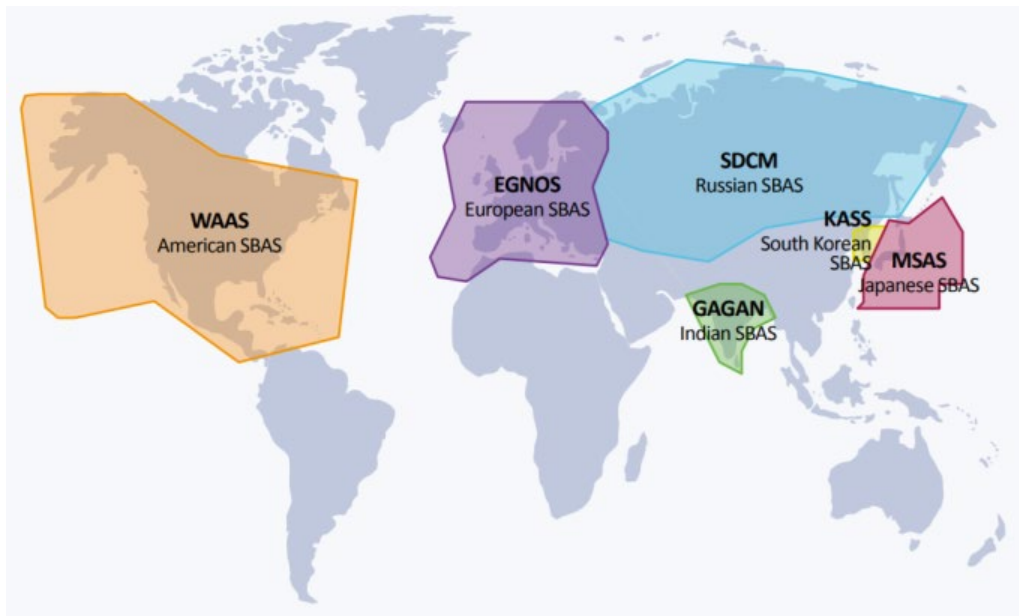 WAAS
American SBAS
EGNOS
European SBAS
SDCM
Russian SBAS
KASS
South Korean
SBAS
MSAS
Japanese SBAS
GAGAN
Indian SBAS